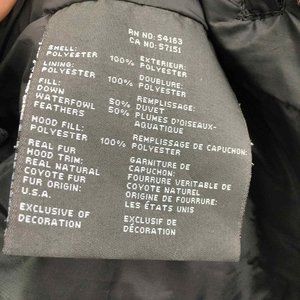 RN NO: 54163
CA NO: 57151
SHELL: 100% EXTERIEUR:
POLYESTER POLYESTER
LINING: 100% DOUBLURE:
POLYESTER POLYESTER
FILL: REMPLISSAGE:
DOWN 50% DUVET
WATERFOWL 50% PLUMES D'OISEAUX-
FEATHERS AQUATIQUE
HOOD FILL: REMPLISSAGE DE CAPUCHON:
POLYESTER 100% POLYESTER
REAL FUR GARNITURE DE
HOOD TRIM: CAPUCHON:
REAL NATURAL FOURRURE VERITABLE DE
COYOTE FUR COYOTE NATUREL
FUR ORIGIN: ORIGINE DE FOURRURE:
U.S.A. LES ÉTATS UNIS
EXCLUSIVE OF EXCLUSIF DE
DECORATION DÉCORATION